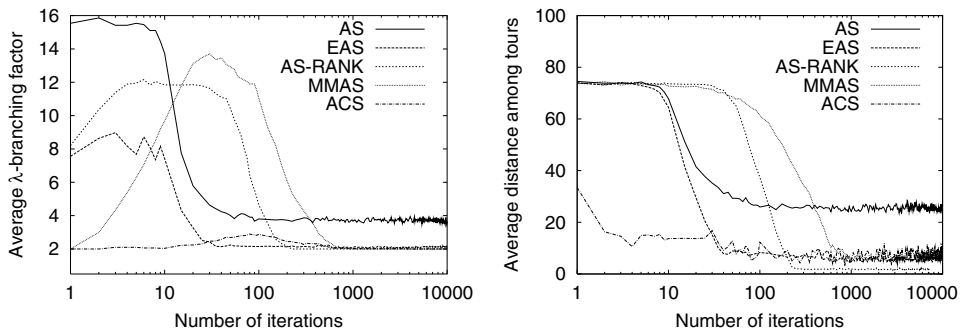 Average λ-branching factor
16
14
12
10
8
6
4
2
1
10
100
1000
10000
Number of iterations
AS
EAS
AS-RANK
MMAS
ACS
Average distance among tours
100
80
60
40
20
0
1
10
100
1000
10000
Number of iterations
AS
EAS
AS-RANK
MMAS
ACS